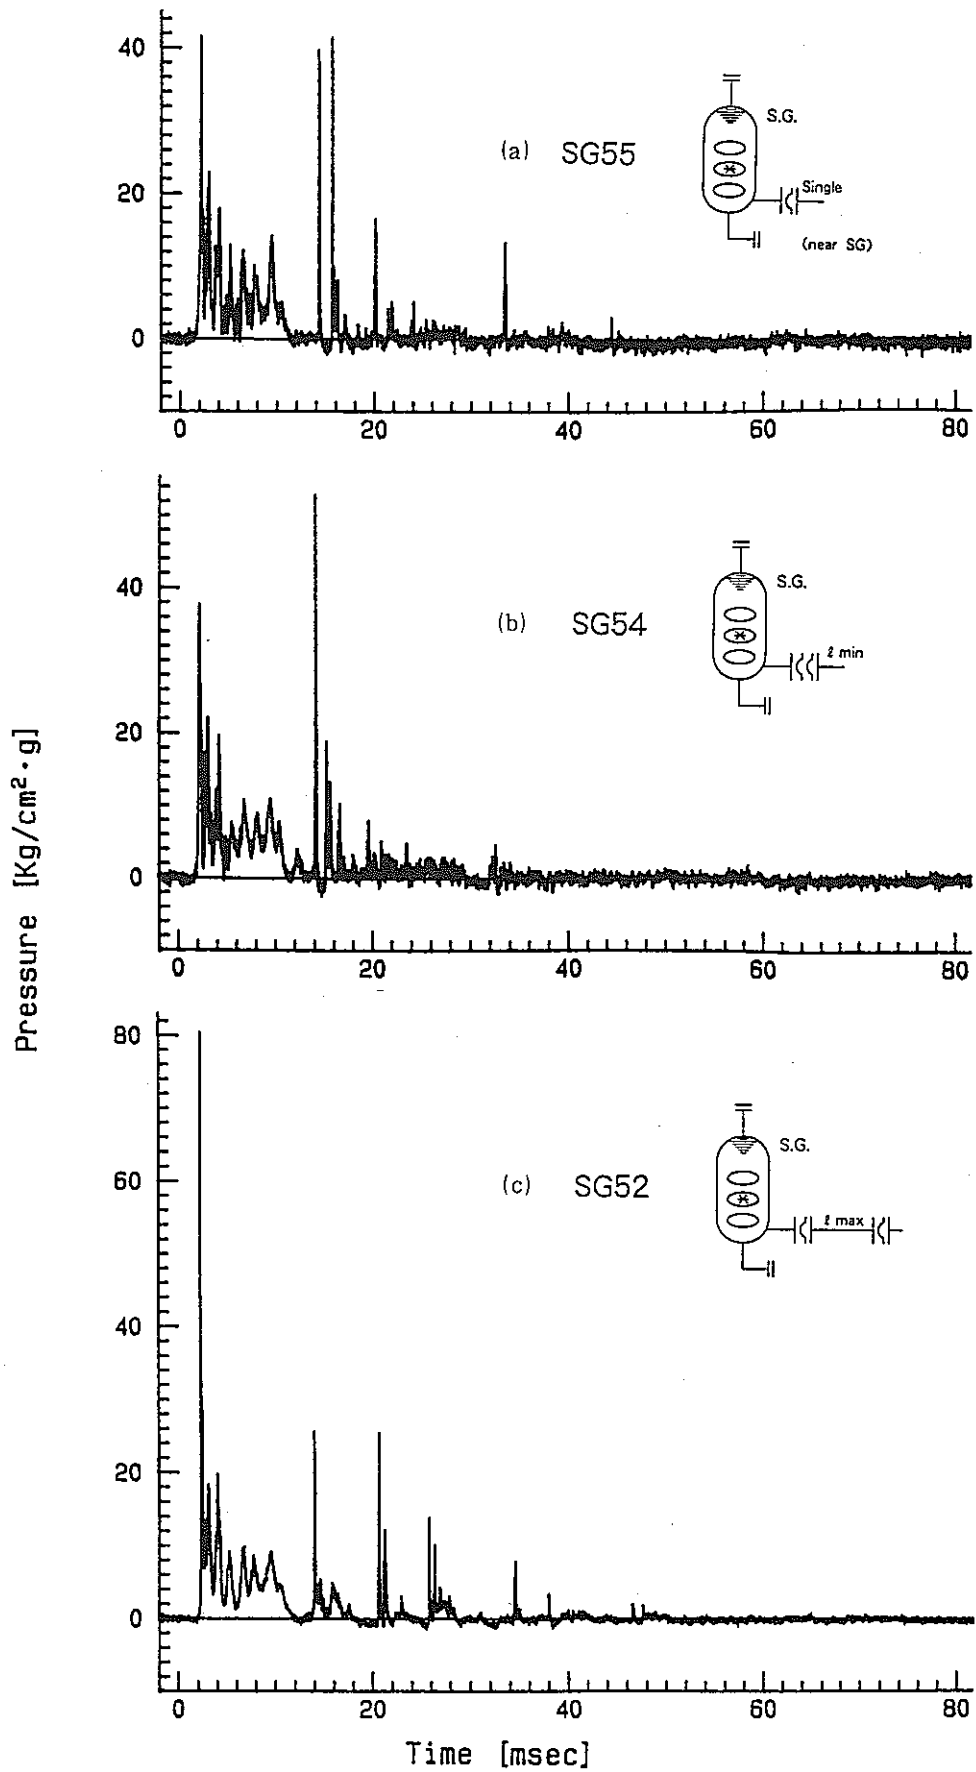 40
20
0
(a) SG55
S.G.
Single
(near SG)
0 20 40 60 80
40
20
0
(b) SG54
S.G.
ℓ min
0 20 40 60 80
Pressure [Kg/cm²·g]
80
60
40
20
0
(c) SG52
S.G.
ℓ max
0 20 40 60 80
Time [msec]